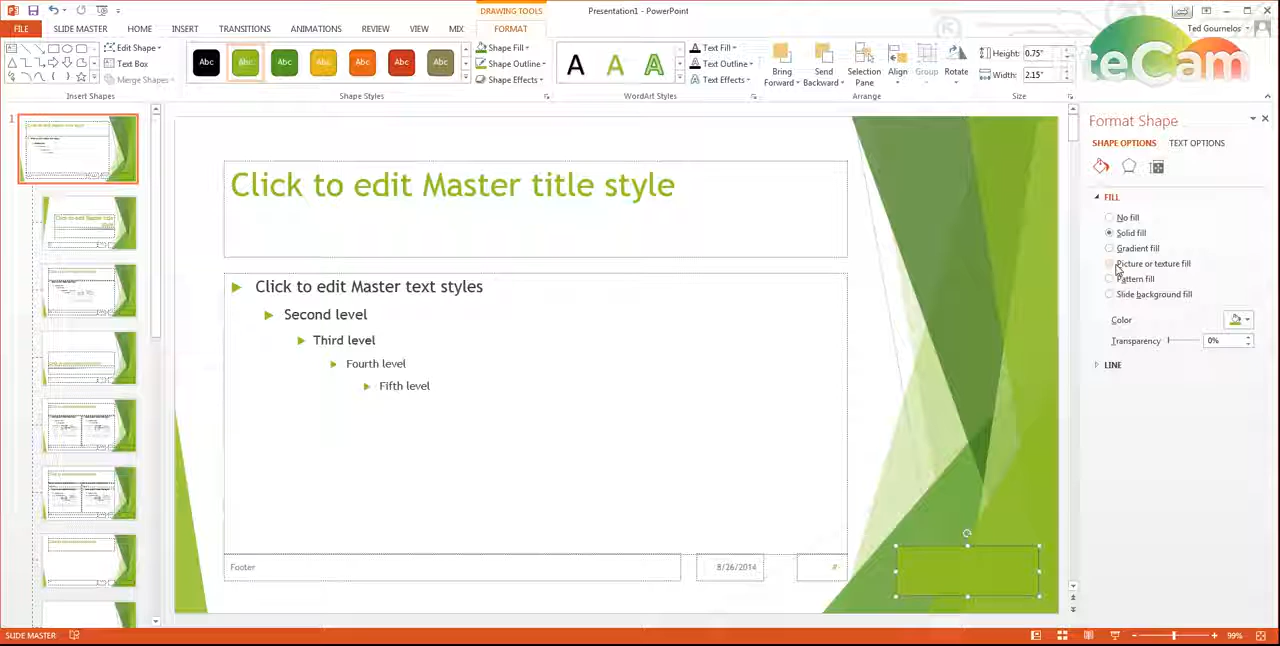 DRAWING TOOLS
Presentation1 - PowerPoint
FILE SLIDE MASTER HOME INSERT TRANSITIONS ANIMATIONS REVIEW VIEW MIX FORMAT
Ted Gournelos
iteCam
Edit Shape
Text Box
Merge Shapes
Insert Shapes
Abc Abc Abc Abc Abc Abc Abc
Shape Fill
Shape Outline
Shape Effects
Shape Styles
A A A
Text Fill
Text Outline
Text Effects
WordArt Styles
Bring Forward
Send Backward
Selection Pane
Align
Group
Rotate
Arrange
Height: 0.75"
Width: 2.15"
Size
1
Click to edit Master title style
Click to edit Master text styles
Second level
Third level
Fourth level
Fifth level
Footer
8/26/2014
#
Format Shape
SHAPE OPTIONS TEXT OPTIONS
FILL
No fill
Solid fill
Gradient fill
Picture or texture fill
Pattern fill
Slide background fill
Color
Transparency 0%
LINE
SLIDE MASTER
99%